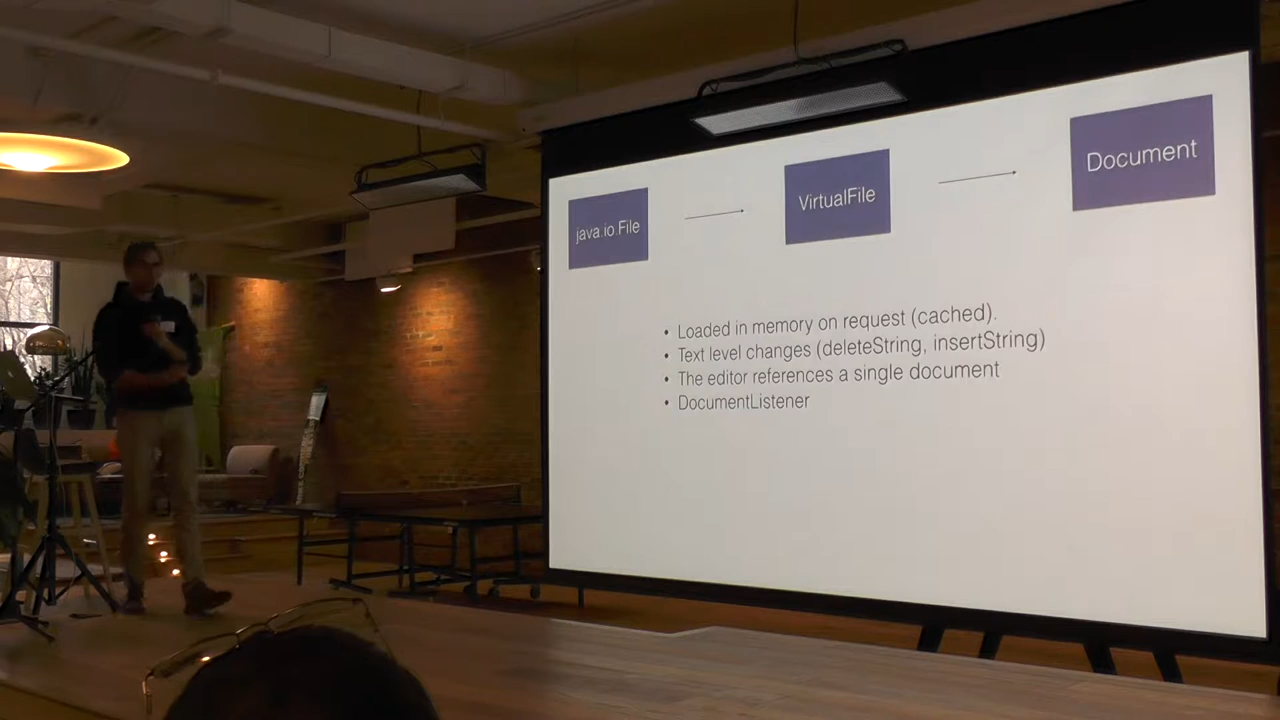 java.io.File
VirtualFile
Document
• Loaded in memory on request (cached).
• Text level changes (deleteString, insertString)
• The editor references a single document
• DocumentListener